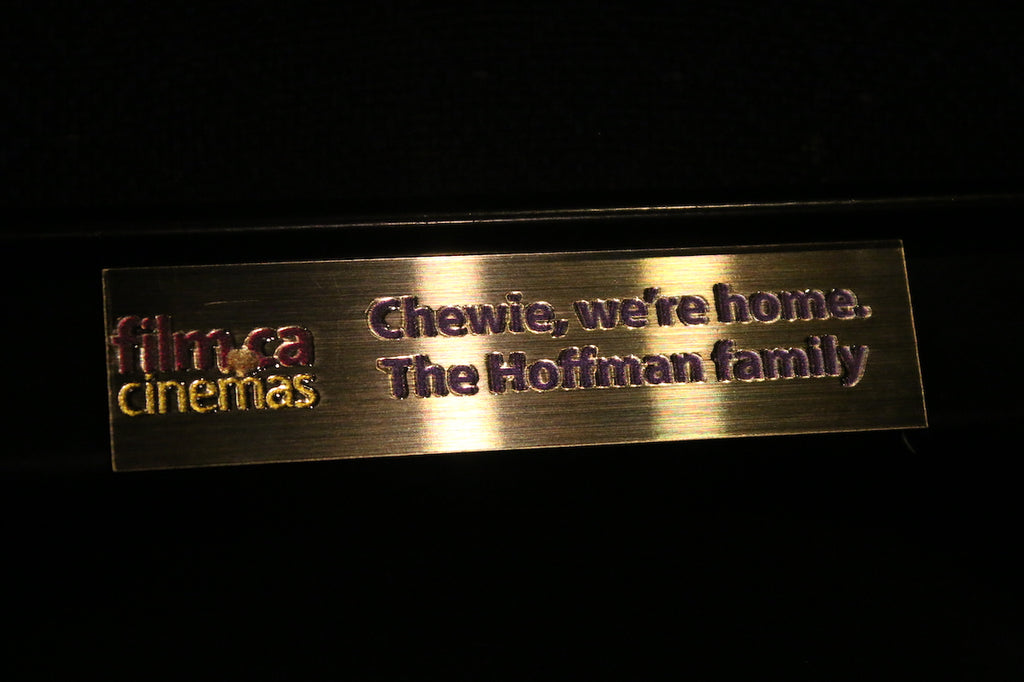 film.ca
cinemas
Chewie, we're home.
The Hoffman family